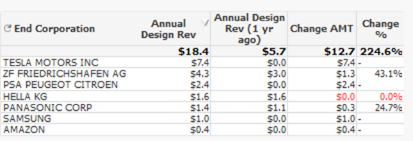 End Corporation Annual Design Rev Annual Design Rev (1 yr ago) Change AMT Change %
$18.4 $5.7 $12.7 224.6%
TESLA MOTORS INC $7.4 $0.0 $7.4 -
ZF FRIEDRICHSHAFEN AG $4.3 $3.0 $1.3 43.1%
PSA PEUGEOT CITROEN $2.4 $0.0 $2.4 -
HELLA KG $1.6 $1.6 $0.0 0.0%
PANASONIC CORP $1.4 $1.1 $0.3 24.7%
SAMSUNG $1.0 $0.0 $1.0 -
AMAZON $0.4 $0.0 $0.4 -